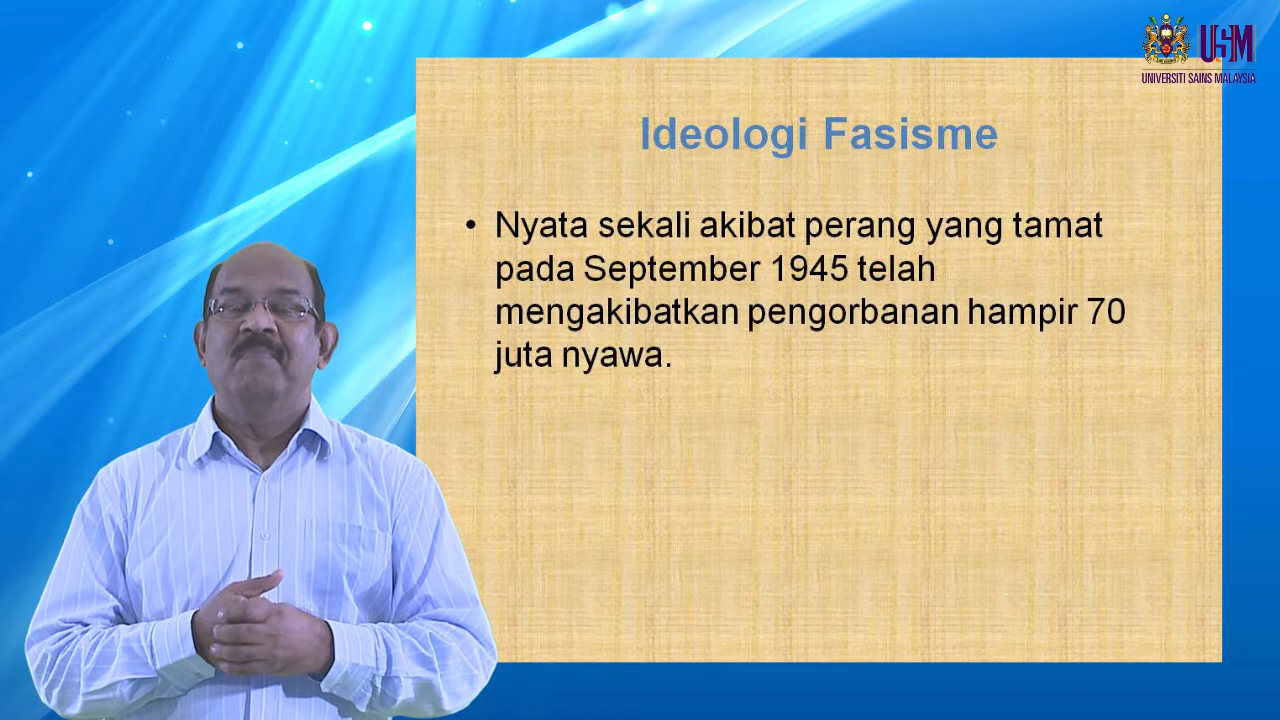 USM
UNIVERSITI SAINS MALAYSIA
Ideologi Fasisme
• Nyata sekali akibat perang yang tamat
pada September 1945 telah
mengakibatkan pengorbanan hampir 70
juta nyawa.